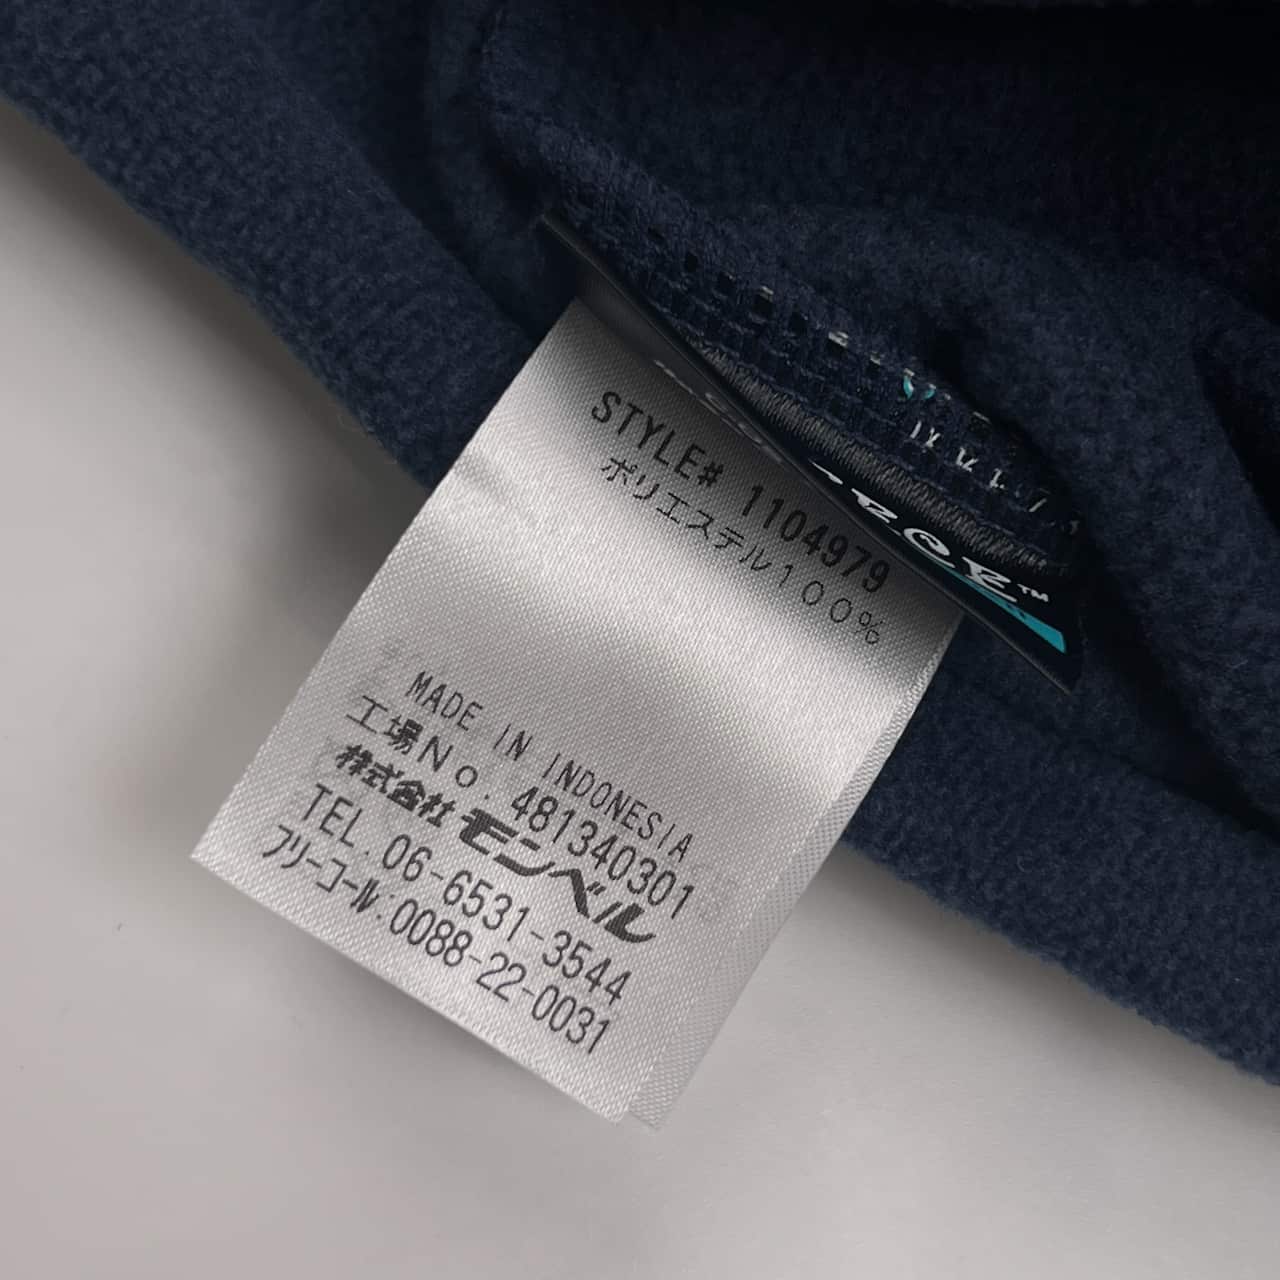 STYLE# 1104979
ポリエステル100%
MADE IN INDONESIA
工場No. 481340301
株式会社モンベル
TEL. 06-6531-3544
フリーコール:0088-22-0031